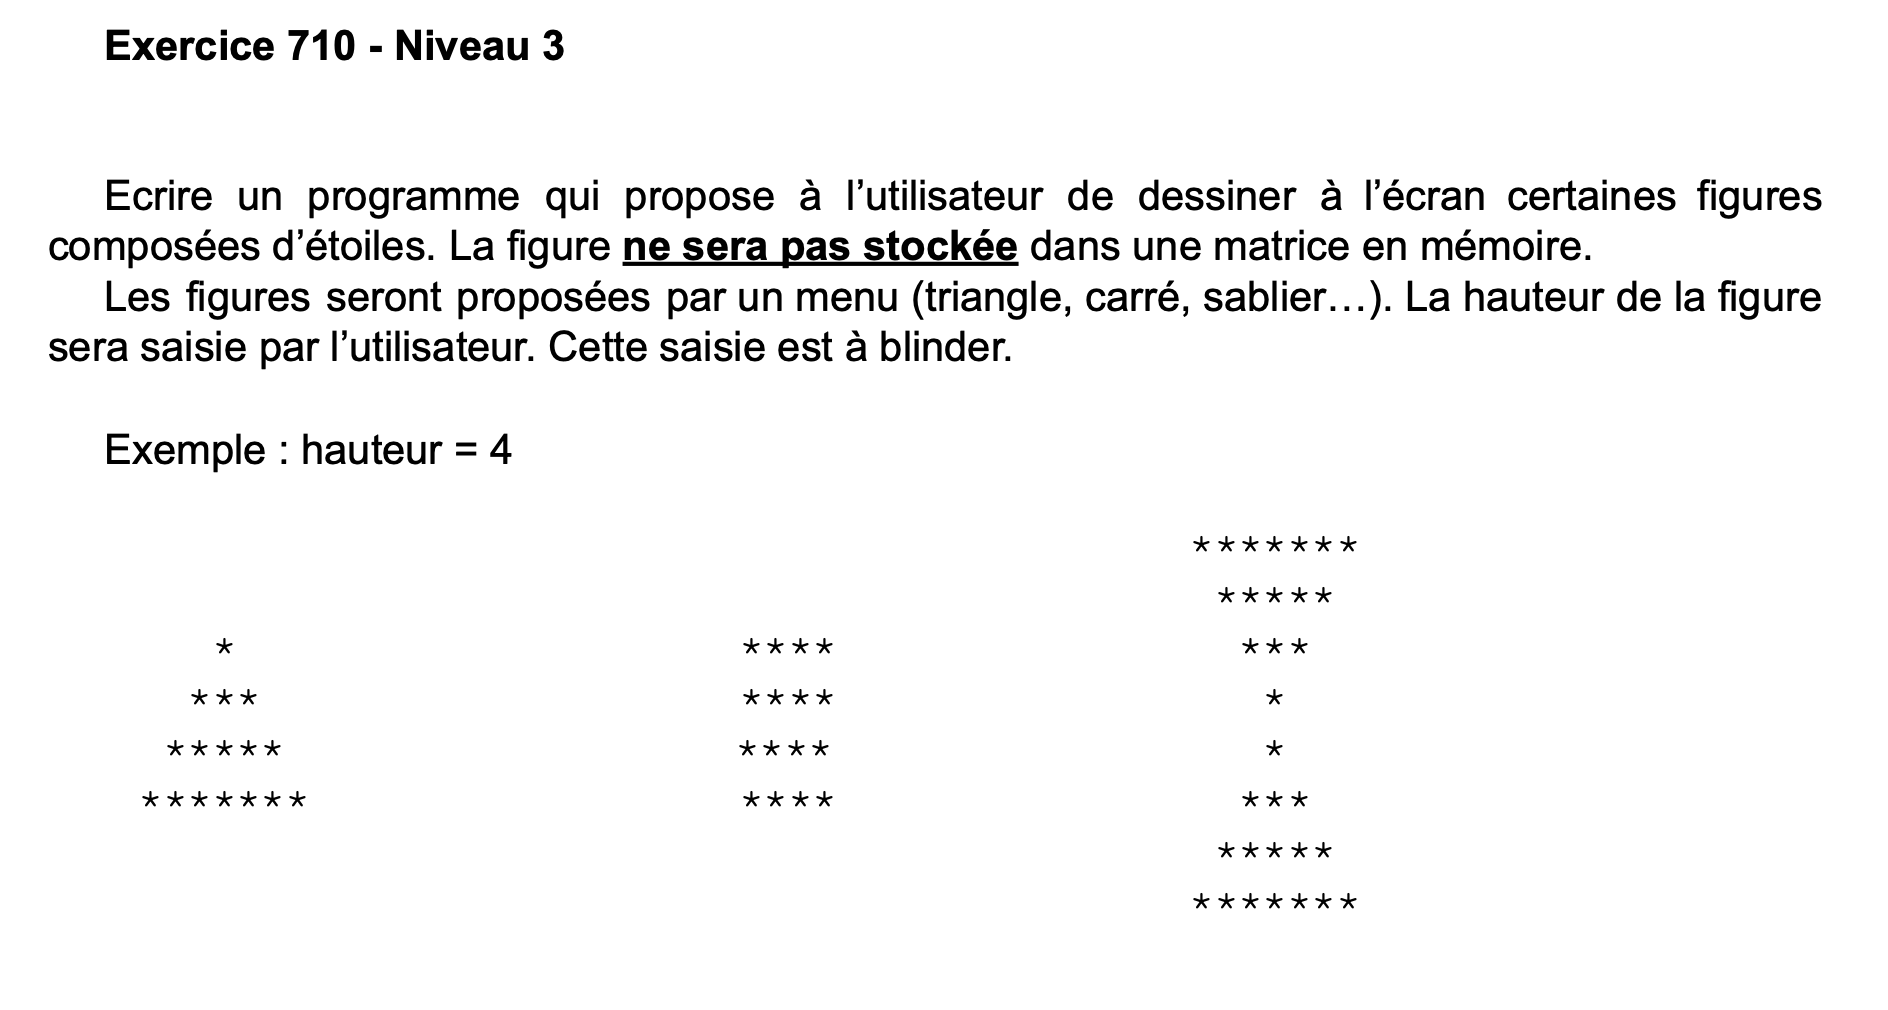 Exercice 710 - Niveau 3
Ecrire un programme qui propose à l’utilisateur de dessiner à l’écran certaines figures
composées d’étoiles. La figure ne sera pas stockée dans une matrice en mémoire.
Les figures seront proposées par un menu (triangle, carré, sablier…). La hauteur de la figure
sera saisie par l’utilisateur. Cette saisie est à blinder.
Exemple : hauteur = 4
*******
*****
* **** ***
*** **** *
***** **** *
******* **** ***
*****
*******